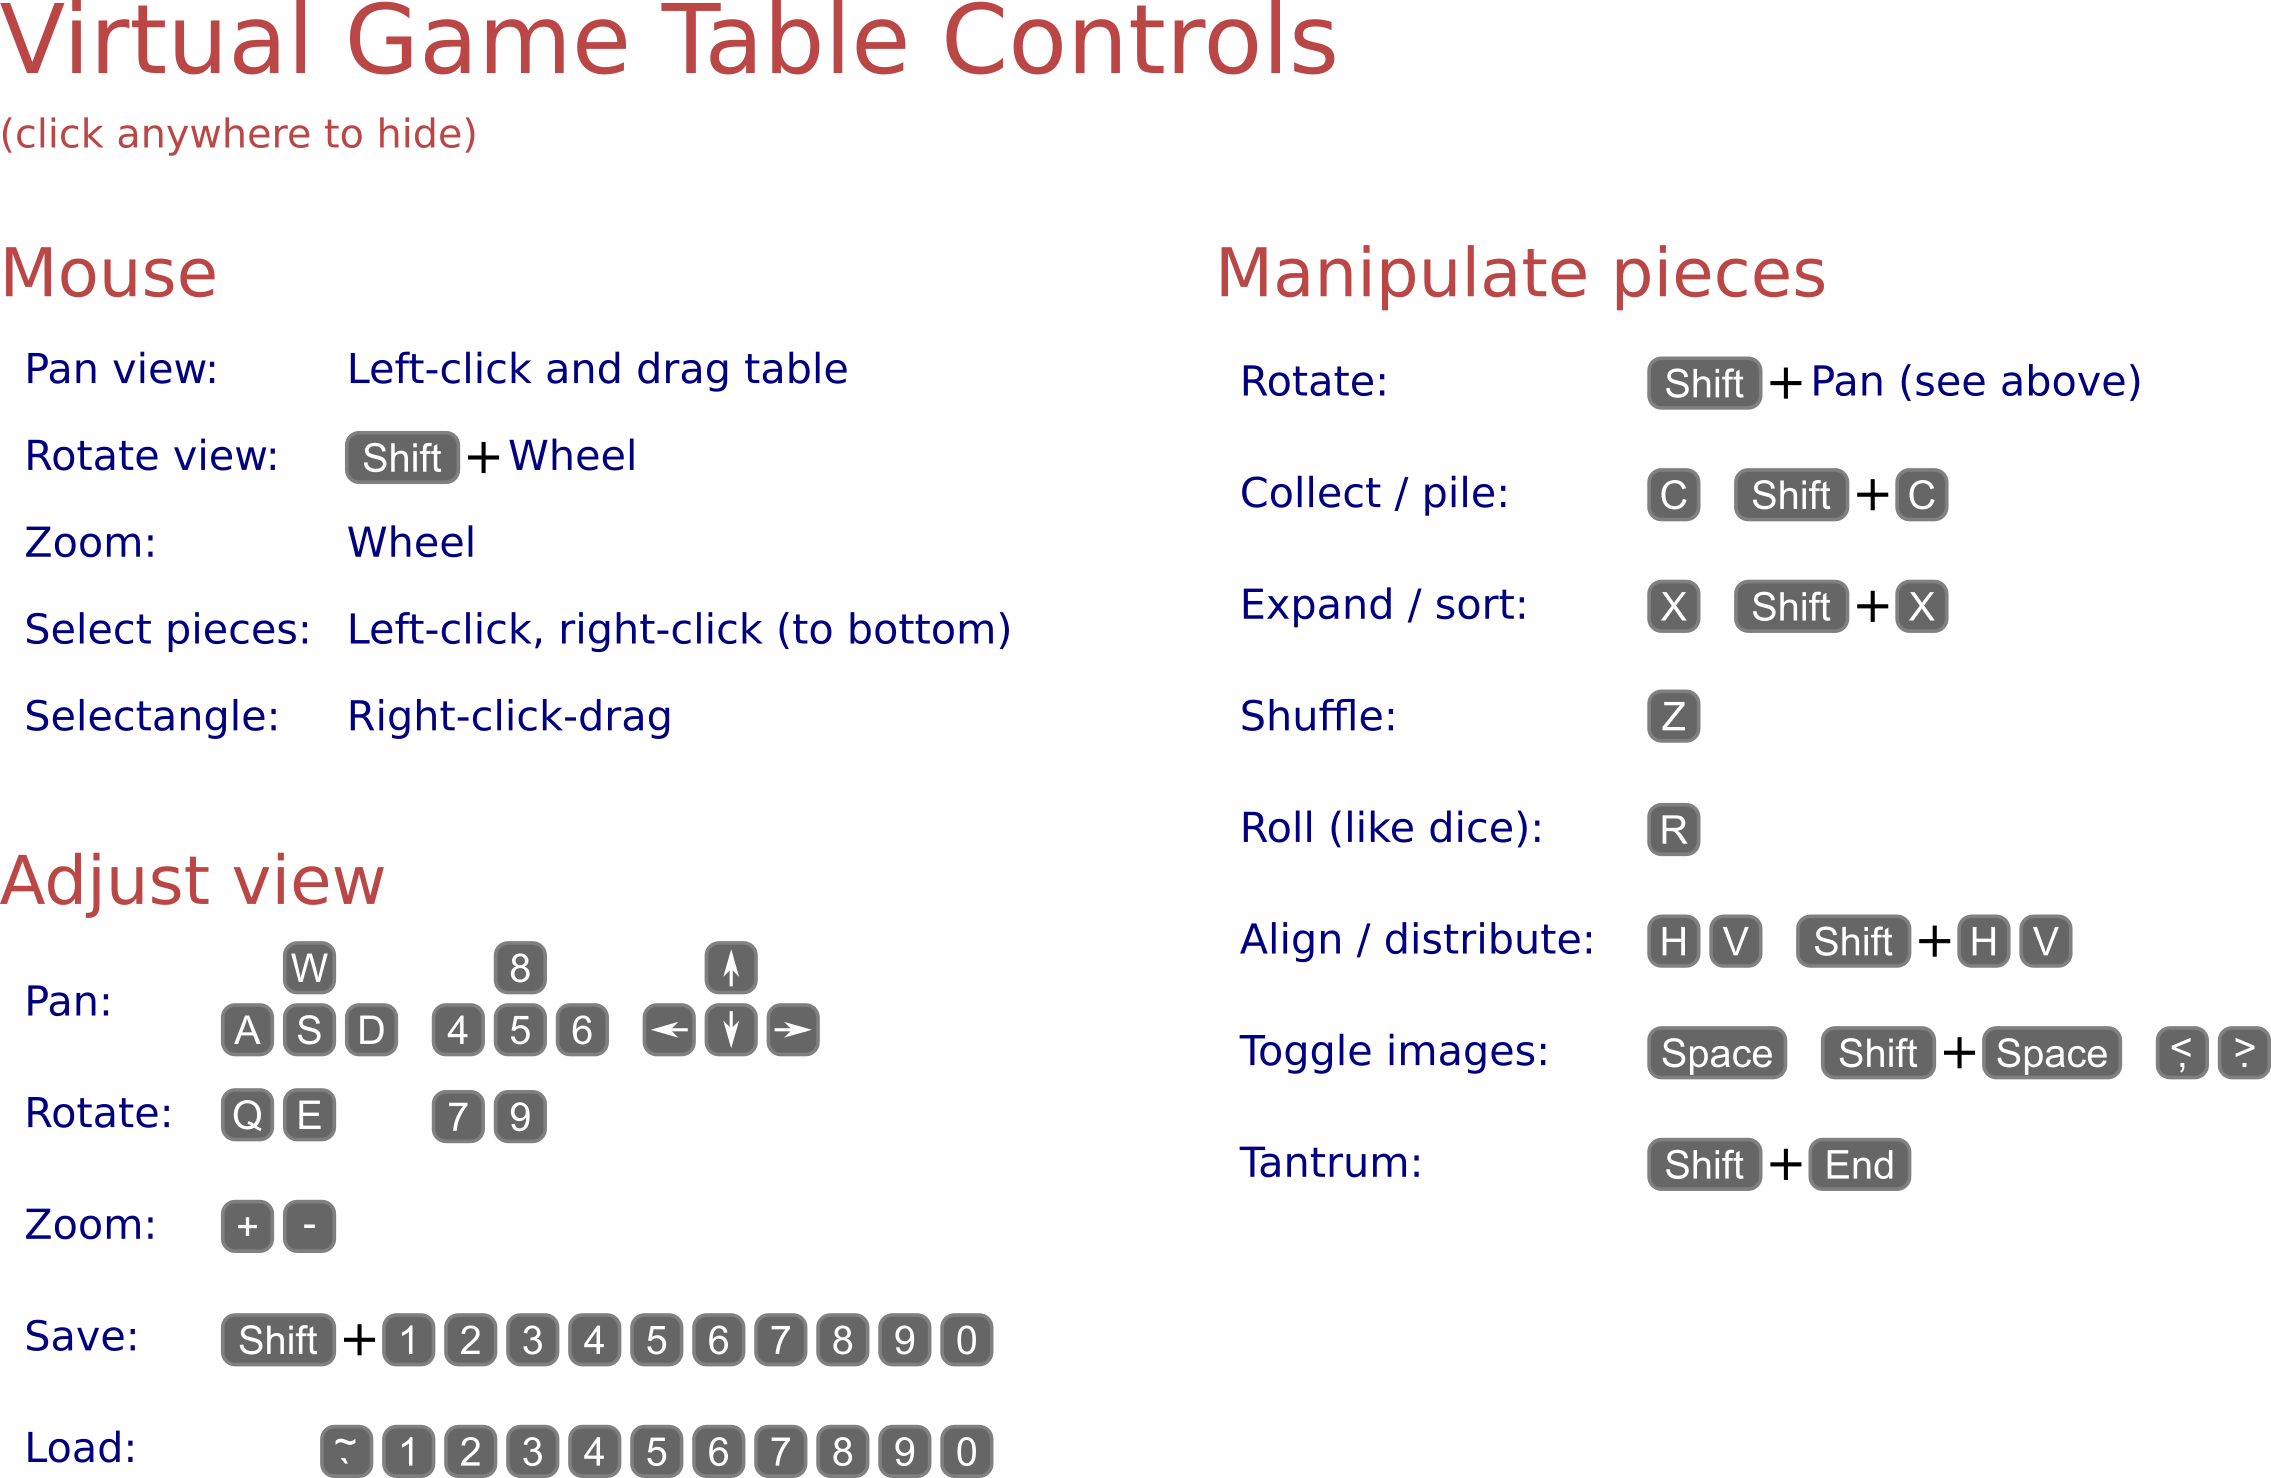 Virtual Game Table Controls
(click anywhere to hide)
Mouse
Pan view: Left-click and drag table
Rotate view: Shift + Wheel
Zoom: Wheel
Select pieces: Left-click, right-click (to bottom)
Selectangle: Right-click-drag
Adjust view
W 8 ↑
Pan: A S D 4 5 6 ← ↓ →
Rotate: Q E 7 9
Zoom: + -
Save: Shift + 1 2 3 4 5 6 7 8 9 0
Load: ~ ` 1 2 3 4 5 6 7 8 9 0
Manipulate pieces
Rotate: Shift + Pan (see above)
Collect / pile: C Shift + C
Expand / sort: X Shift + X
Shuffle: Z
Roll (like dice): R
Align / distribute: H V Shift + H V
Toggle images: Space Shift + Space < , > .
Tantrum: Shift + End